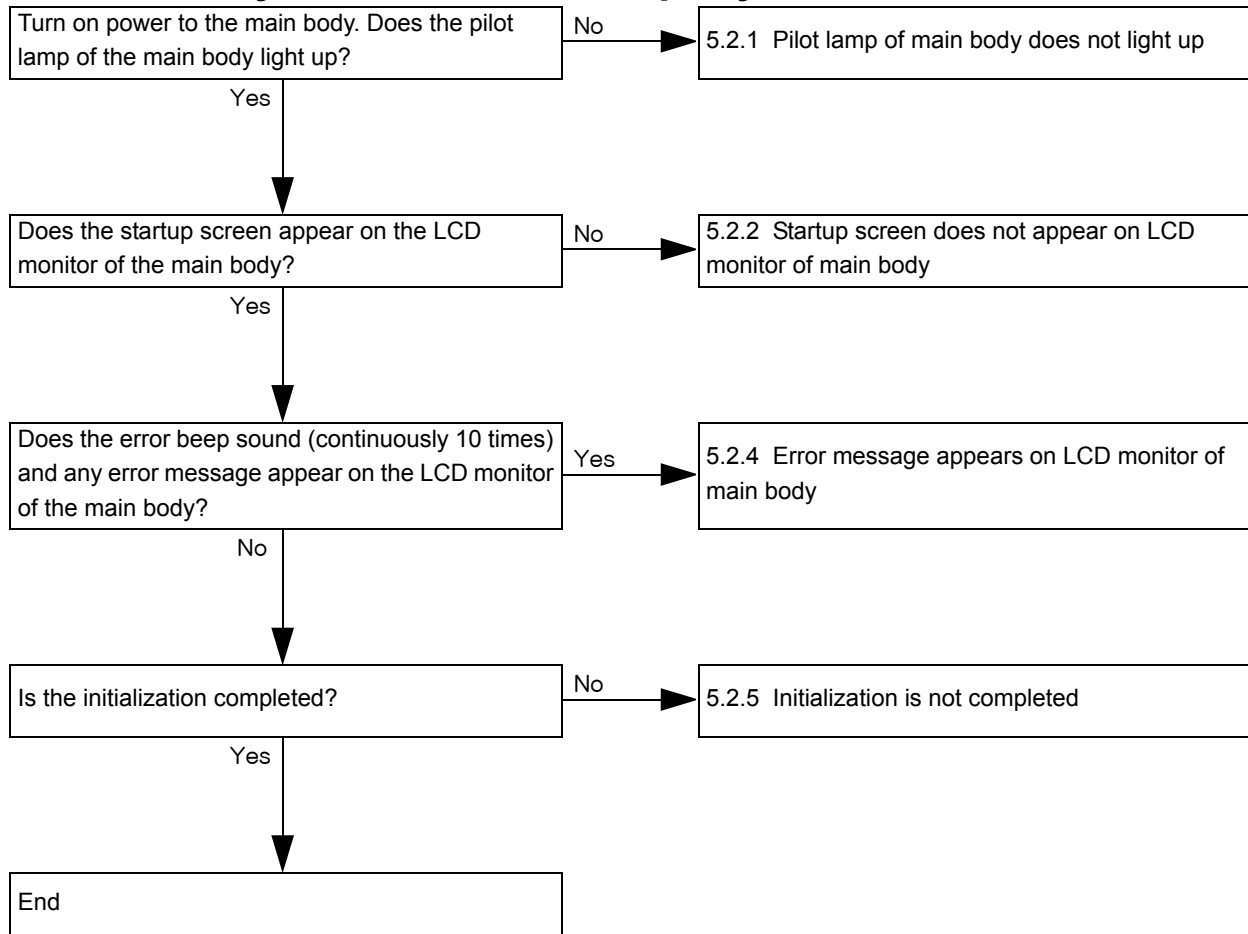 Turn on power to the main body. Does the pilot
lamp of the main body light up?
No
5.2.1 Pilot lamp of main body does not light up
Yes
Does the startup screen appear on the LCD
monitor of the main body?
No
5.2.2 Startup screen does not appear on LCD
monitor of main body
Yes
Does the error beep sound (continuously 10 times)
and any error message appear on the LCD monitor
of the main body?
Yes
5.2.4 Error message appears on LCD monitor of
main body
No
Is the initialization completed?
No
5.2.5 Initialization is not completed
Yes
End